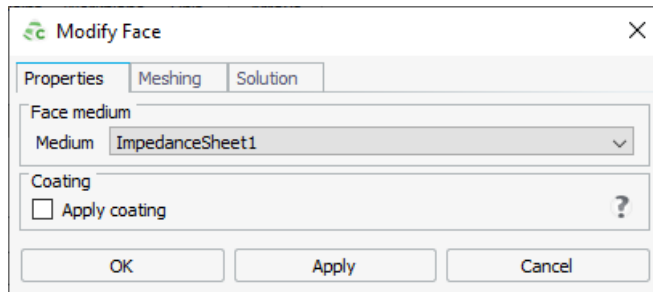 Modify Face
Properties Meshing Solution
Face medium
Medium ImpedanceSheet1
Coating
Apply coating ?
OK Apply Cancel